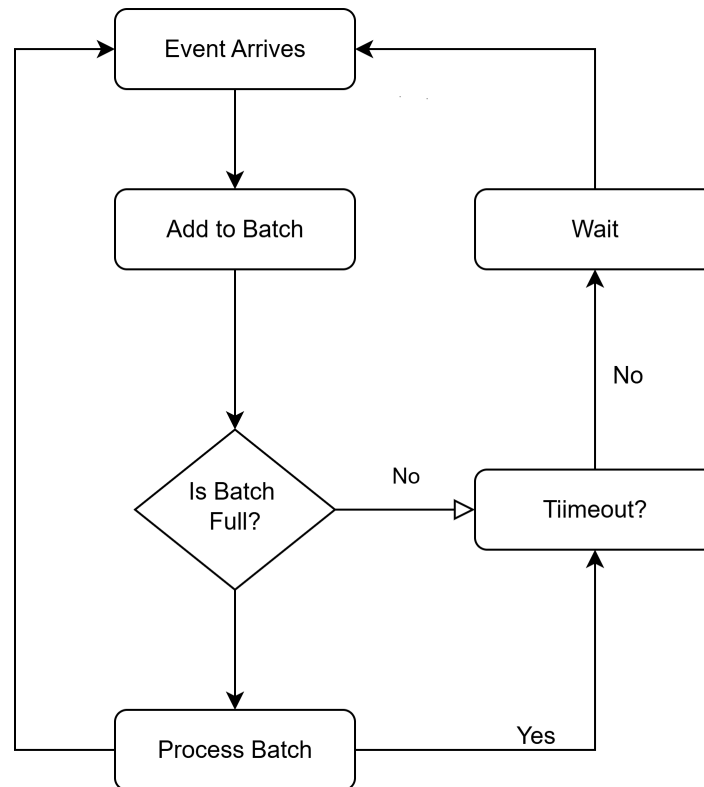 Event Arrives
Add to Batch
Wait
No
Is Batch
Full?
No
Tiimeout?
Process Batch
Yes